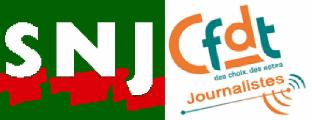 SNJ
Cfdt
des choix, des actes
Journalistes